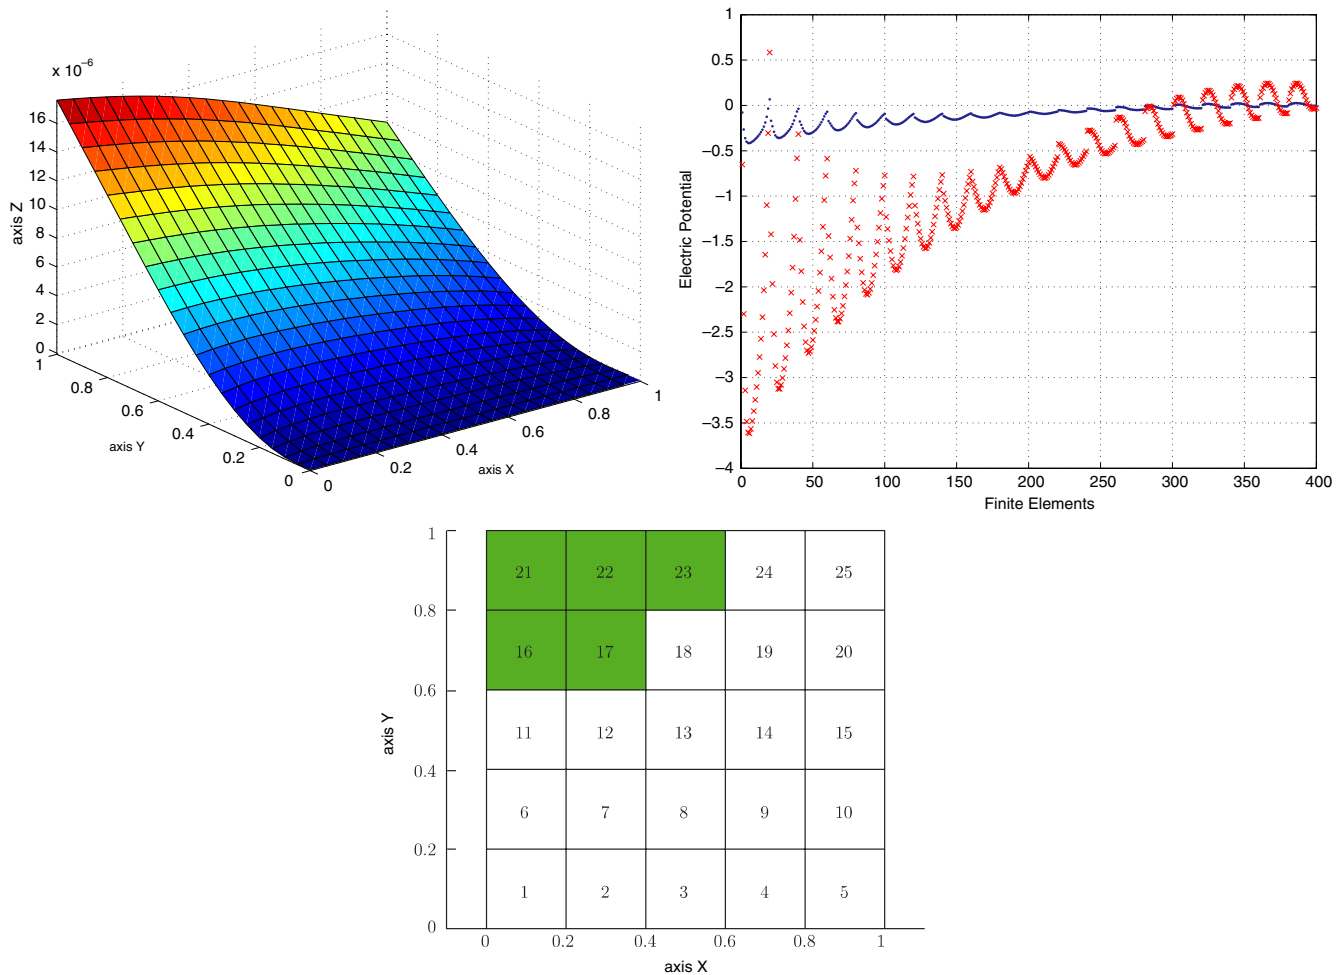 x 10⁻⁶
16
14
12
10
8
6
4
2
0
axis Z
1
0.8
0.6
0.4
0.2
0
axis Y
0
0.2
0.4
0.6
0.8
1
axis X
1
0.5
0
−0.5
−1
−1.5
−2
−2.5
−3
−3.5
−4
Electric Potential
0 50 100 150 200 250 300 350 400
Finite Elements
1
0.8
0.6
0.4
0.2
0
axis Y
21 22 23 24 25
16 17 18 19 20
11 12 13 14 15
6 7 8 9 10
1 2 3 4 5
0 0.2 0.4 0.6 0.8 1
axis X